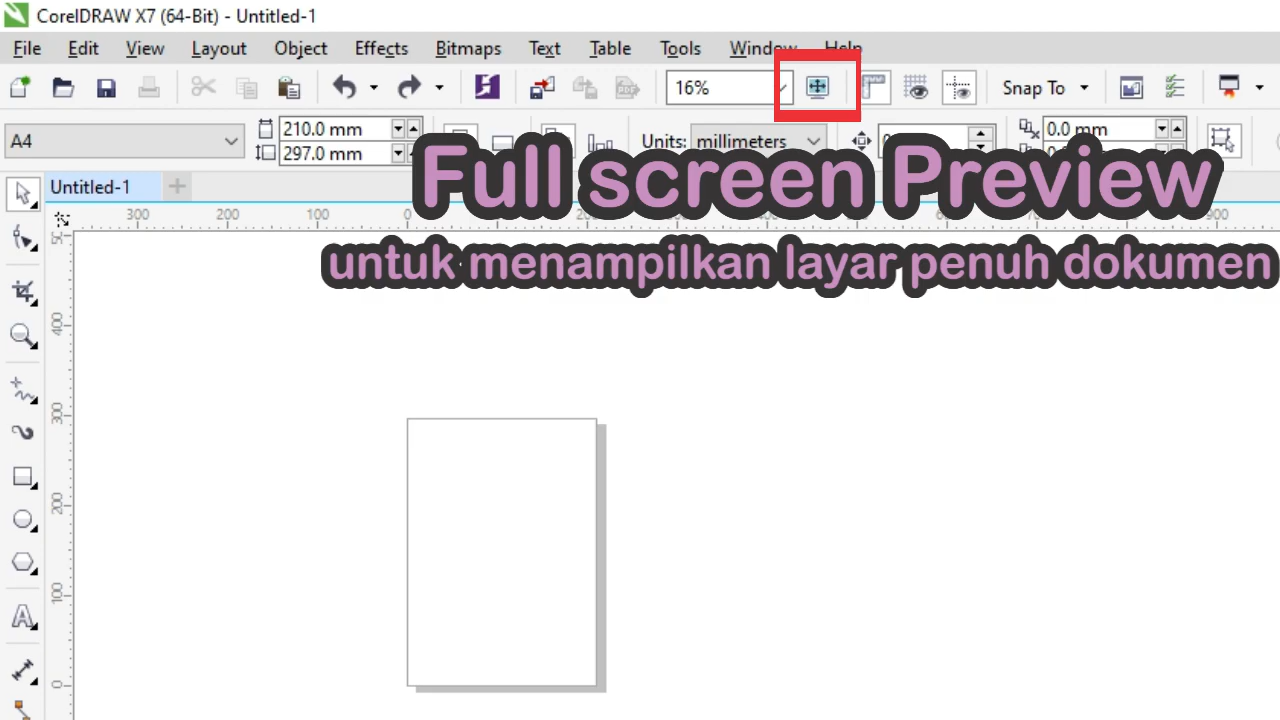 CorelDRAW X7 (64-Bit) - Untitled-1
File Edit View Layout Object Effects Bitmaps Text Table Tools Window Help
16% Snap To
A4 210.0 mm Units: millimeters 0.0 mm
297.0 mm
Full screen Preview
Untitled-1
300 200 100 0 900
untuk menampilkan layar penuh dokumen
400
300
200
100
0